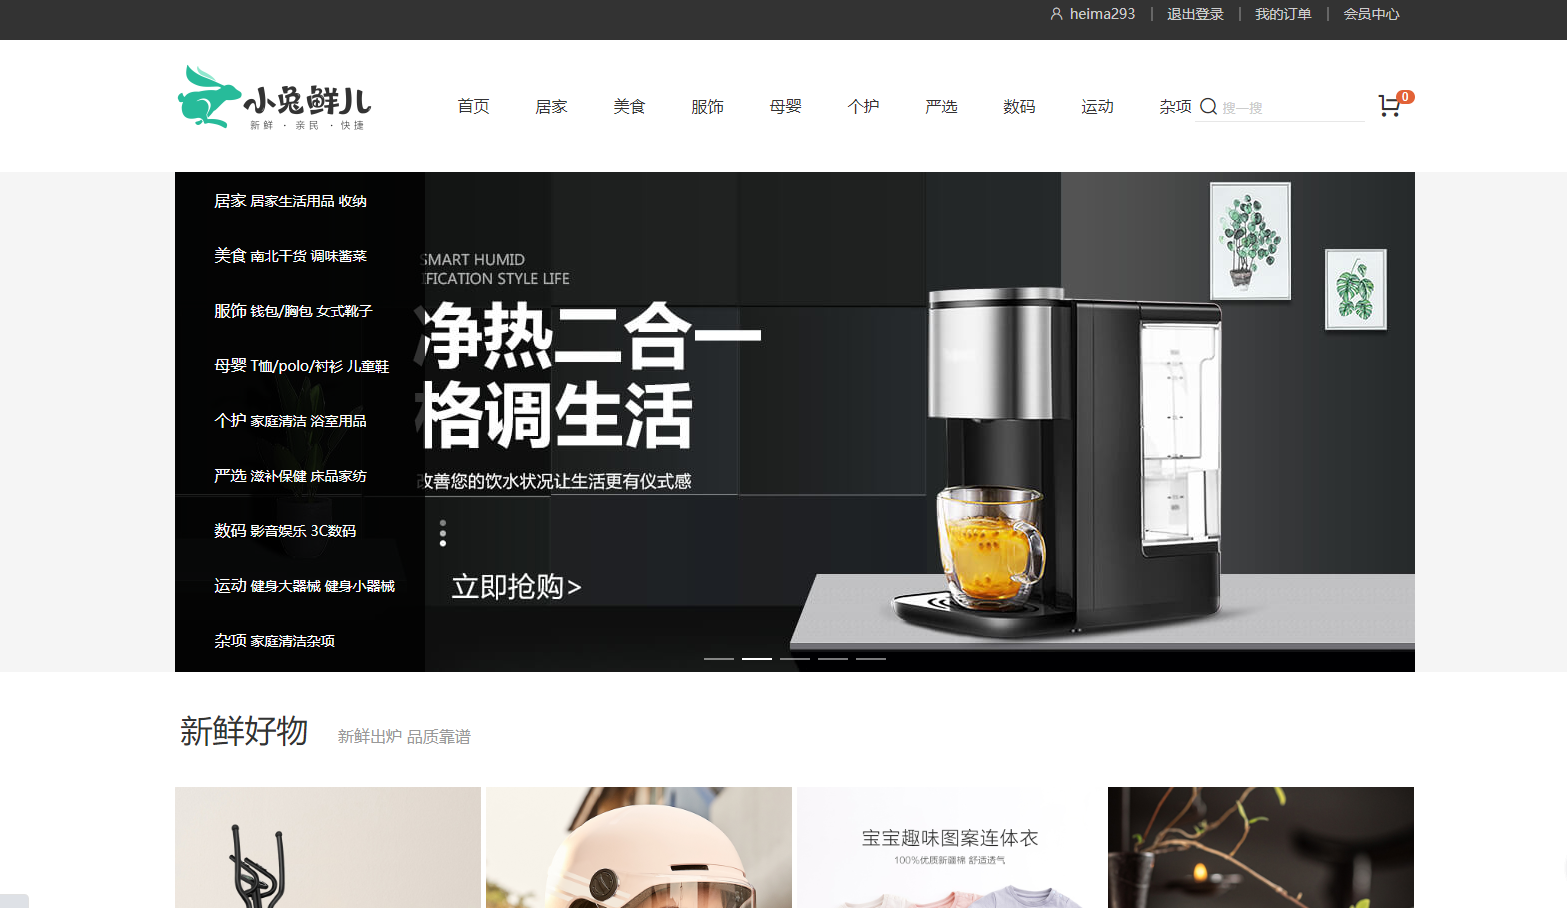 heima293 | 退出登录 | 我的订单 | 会员中心
小兔鲜儿
新鲜 · 亲民 · 快捷
首页 居家 美食 服饰 母婴 个护 严选 数码 运动 杂项 搜一搜 0
居家 居家生活用品 收纳
美食 南北干货 调味酱菜
服饰 钱包/胸包 女式靴子
母婴 T恤/polo/衬衫 儿童鞋
个护 家庭清洁 浴室用品
严选 滋补保健 床品家纺
数码 影音娱乐 3C数码
运动 健身大器械 健身小器械
杂项 家庭清洁杂项
SMART HUMID
IFICATION STYLE LIFE
净热二合一
格调生活
改善您的饮水状况让生活更有仪式感
立即抢购>
新鲜好物 新鲜出炉 品质靠谱
宝宝趣味图案连体衣
100%优质新疆棉 舒适透气